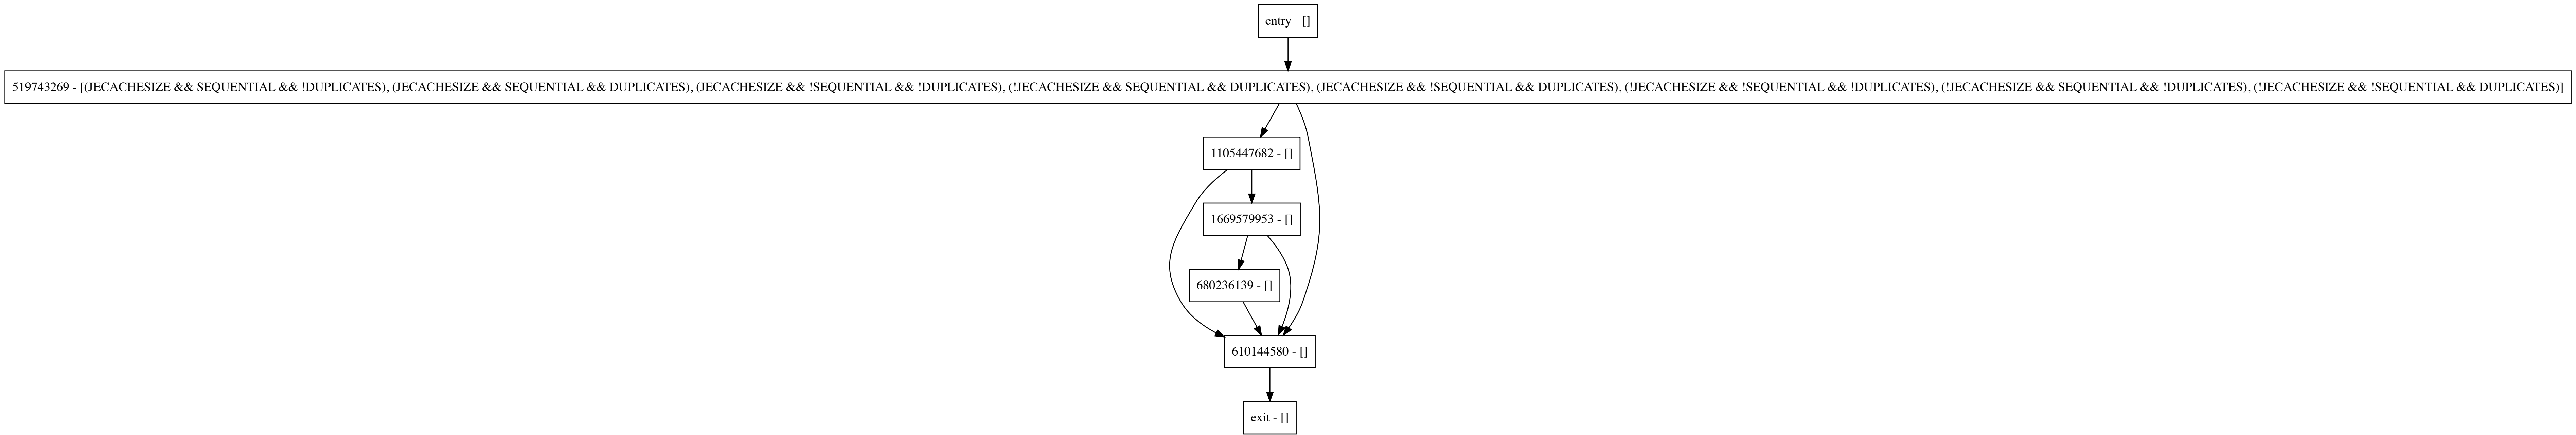 entry - []
519743269 - [(JECACHESIZE && SEQUENTIAL && !DUPLICATES), (JECACHESIZE && SEQUENTIAL && DUPLICATES), (JECACHESIZE && !SEQUENTIAL && !DUPLICATES), (!JECACHESIZE && SEQUENTIAL && DUPLICATES), (JECACHESIZE && !SEQUENTIAL && DUPLICATES), (!JECACHESIZE && !SEQUENTIAL && !DUPLICATES), (!JECACHESIZE && SEQUENTIAL && !DUPLICATES), (!JECACHESIZE && !SEQUENTIAL && DUPLICATES)]
1105447682 - []
1669579953 - []
680236139 - []
610144580 - []
exit - []